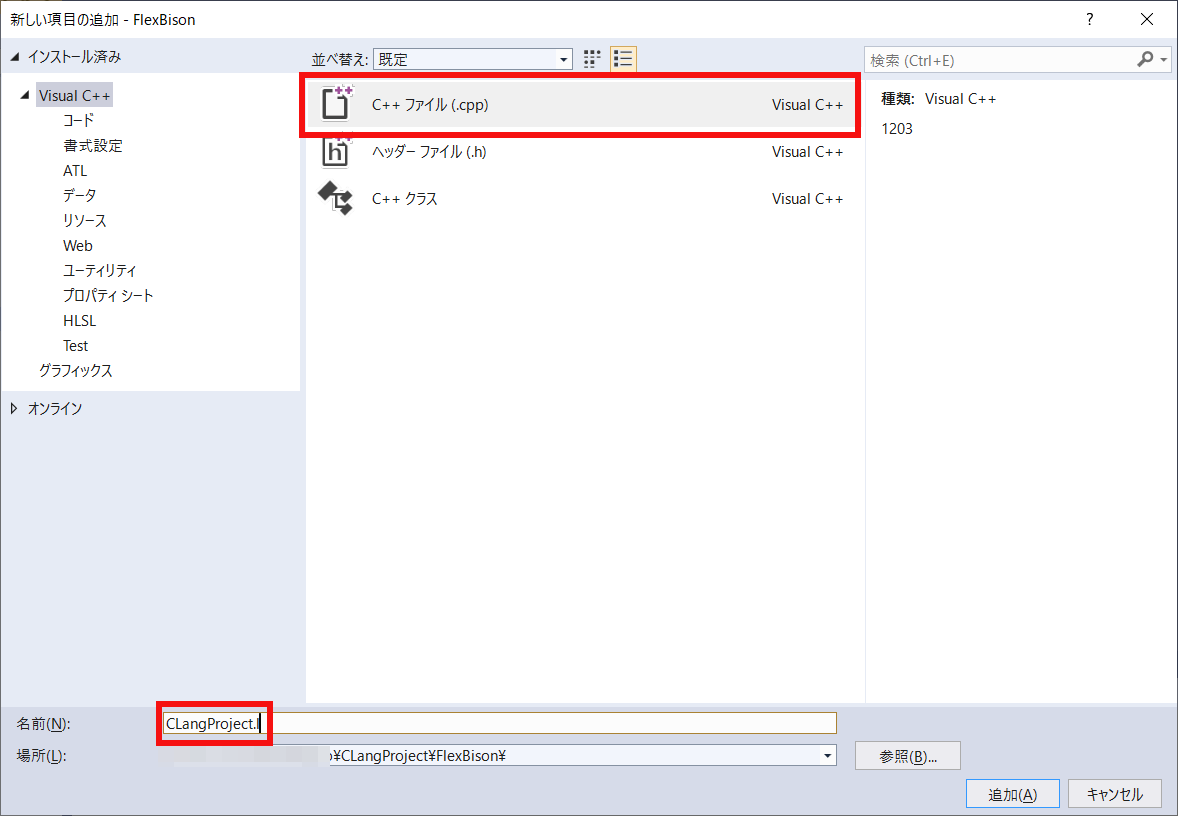 新しい項目の追加 - FlexBison
?
インストール済み
並べ替え: 既定
検索 (Ctrl+E)
Visual C++
コード
書式設定
ATL
データ
リソース
Web
ユーティリティ
プロパティ シート
HLSL
Test
グラフィックス
オンライン
C++ ファイル (.cpp) Visual C++
ヘッダー ファイル (.h) Visual C++
C++ クラス Visual C++
種類: Visual C++
1203
名前(N): CLangProject.l
場所(L): ¥CLangProject¥FlexBison¥
参照(B)...
追加(A)
キャンセル